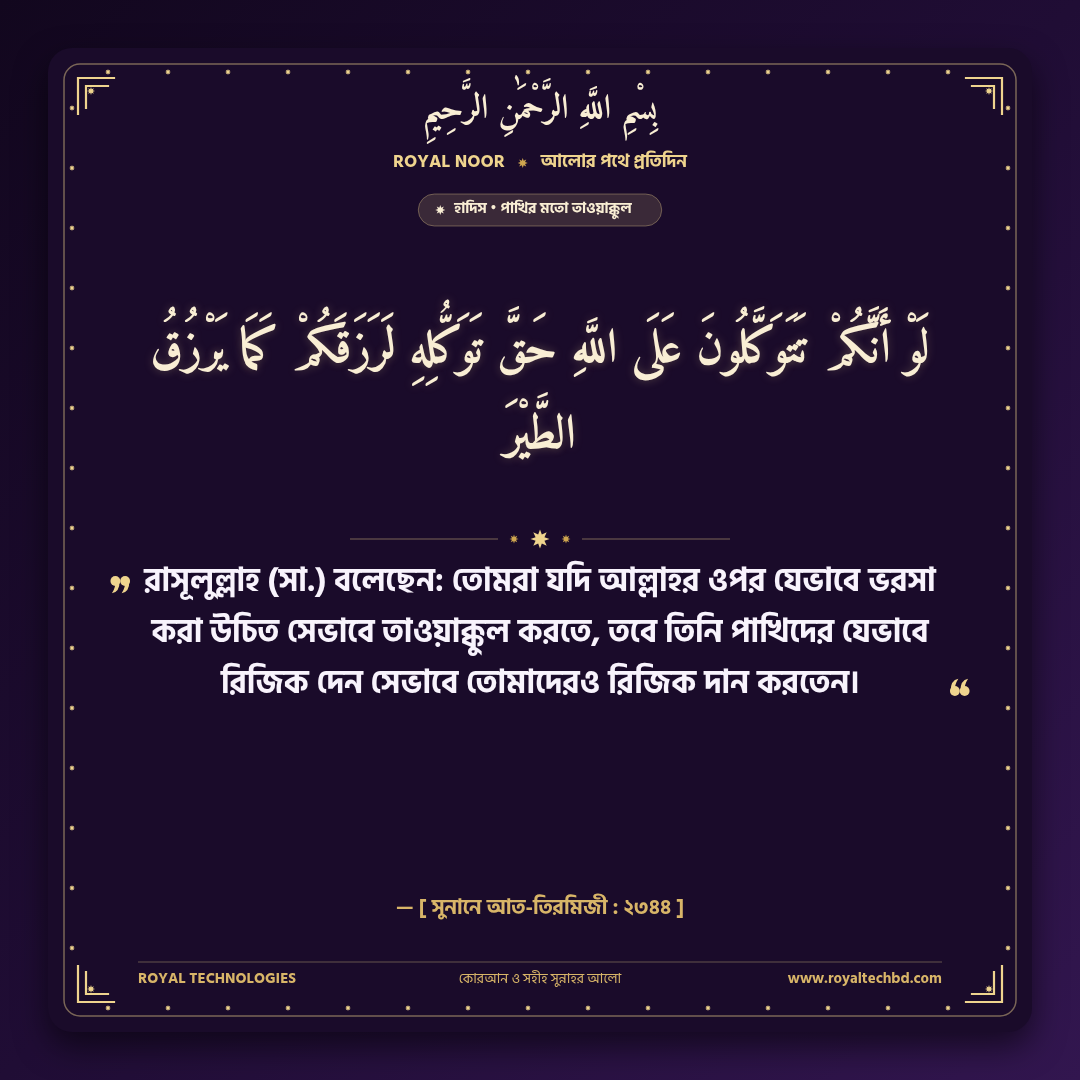 بِسْمِ اللَّهِ الرَّحْمَٰنِ الرَّحِيمِ
ROYAL NOOR ✷ আলোর পথে প্রতিদিন
✷ হাদিস • পাখির মতো তাওয়াক্কুল
لَوْ أَنَّكُمْ تَتَوَكَّلُونَ عَلَى اللَّهِ حَقَّ تَوَكُّلِهِ لَرَزَقَكُمْ كَمَا يَرْزُقُ
الطَّيْرَ
” রাসূলুল্লাহ (সা.) বলেছেন: তোমরা যদি আল্লাহর ওপর যেভাবে ভরসা
করা উচিত সেভাবে তাওয়াক্কুল করতে, তবে তিনি পাখিদের যেভাবে
রিজিক দেন সেভাবে তোমাদেরও রিজিক দান করতেন। “
— [ সুনানে আত-তিরমিজী : ২৩৪৪ ]
ROYAL TECHNOLOGIES কোরআন ও সহীহ সুন্নাহর আলো www.royaltechbd.com